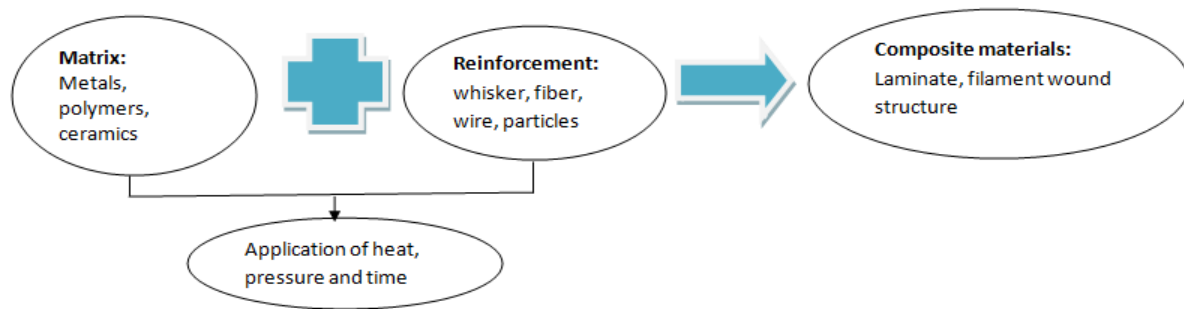 Matrix:
Metals,
polymers,
ceramics
Reinforcement:
whisker, fiber,
wire, particles
Composite materials:
Laminate, filament wound
structure
Application of heat,
pressure and time